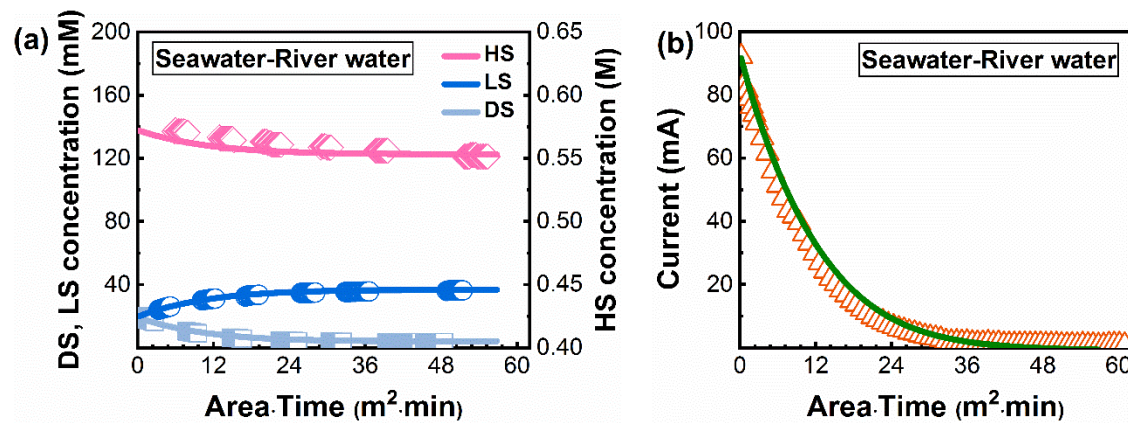 (a)
Seawater-River water
HS
LS
DS
DS, LS concentration (mM)
200
160
120
80
40
0
HS concentration (M)
0.65
0.60
0.55
0.50
0.45
0.40
0 12 24 36 48 60
Area·Time (m²·min)
(b)
Seawater-River water
Current (mA)
100
80
60
40
20
0
0 12 24 36 48 60
Area·Time (m²·min)